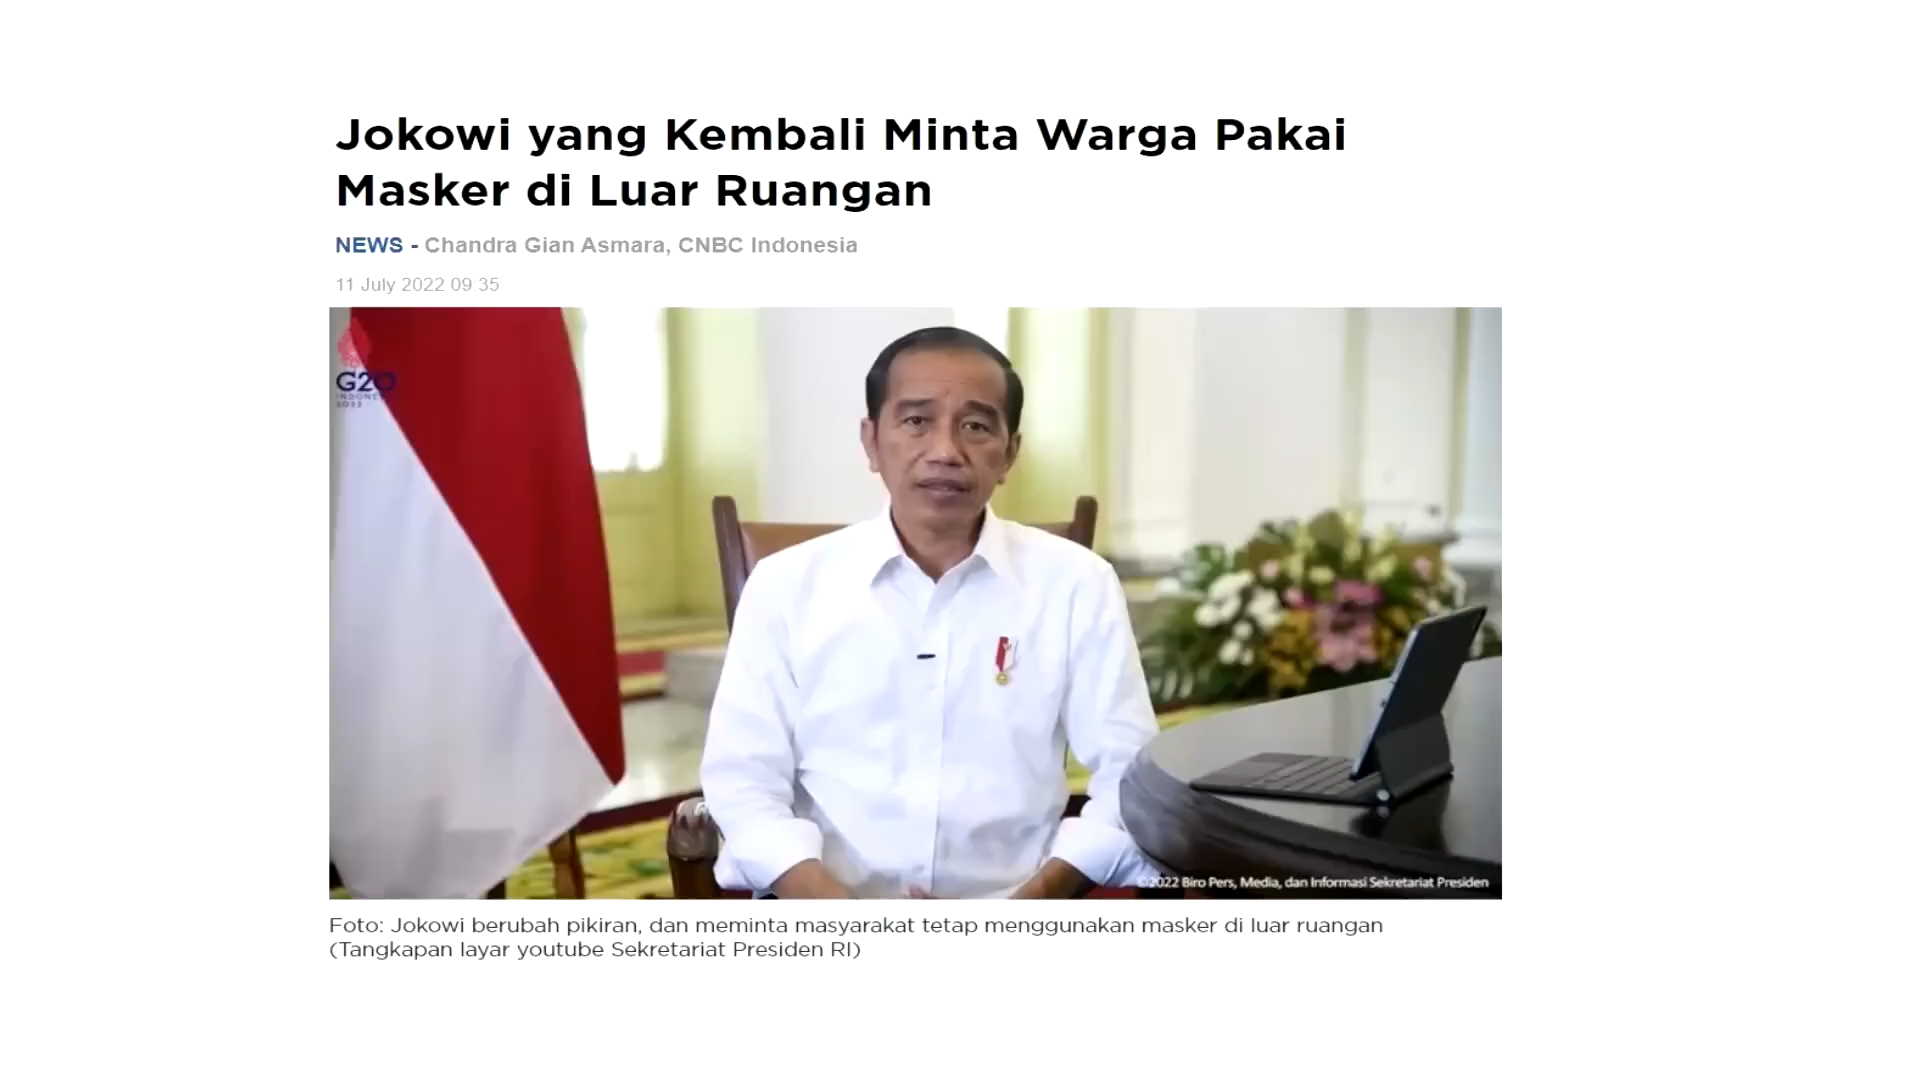 Jokowi yang Kembali Minta Warga Pakai
Masker di Luar Ruangan
NEWS - Chandra Gian Asmara, CNBC Indonesia
11 July 2022 09:35
G20
INDONESIA
2022
©2022 Biro Pers, Media, dan Informasi Sekretariat Presiden
Foto: Jokowi berubah pikiran, dan meminta masyarakat tetap menggunakan masker di luar ruangan
(Tangkapan layar youtube Sekretariat Presiden RI)